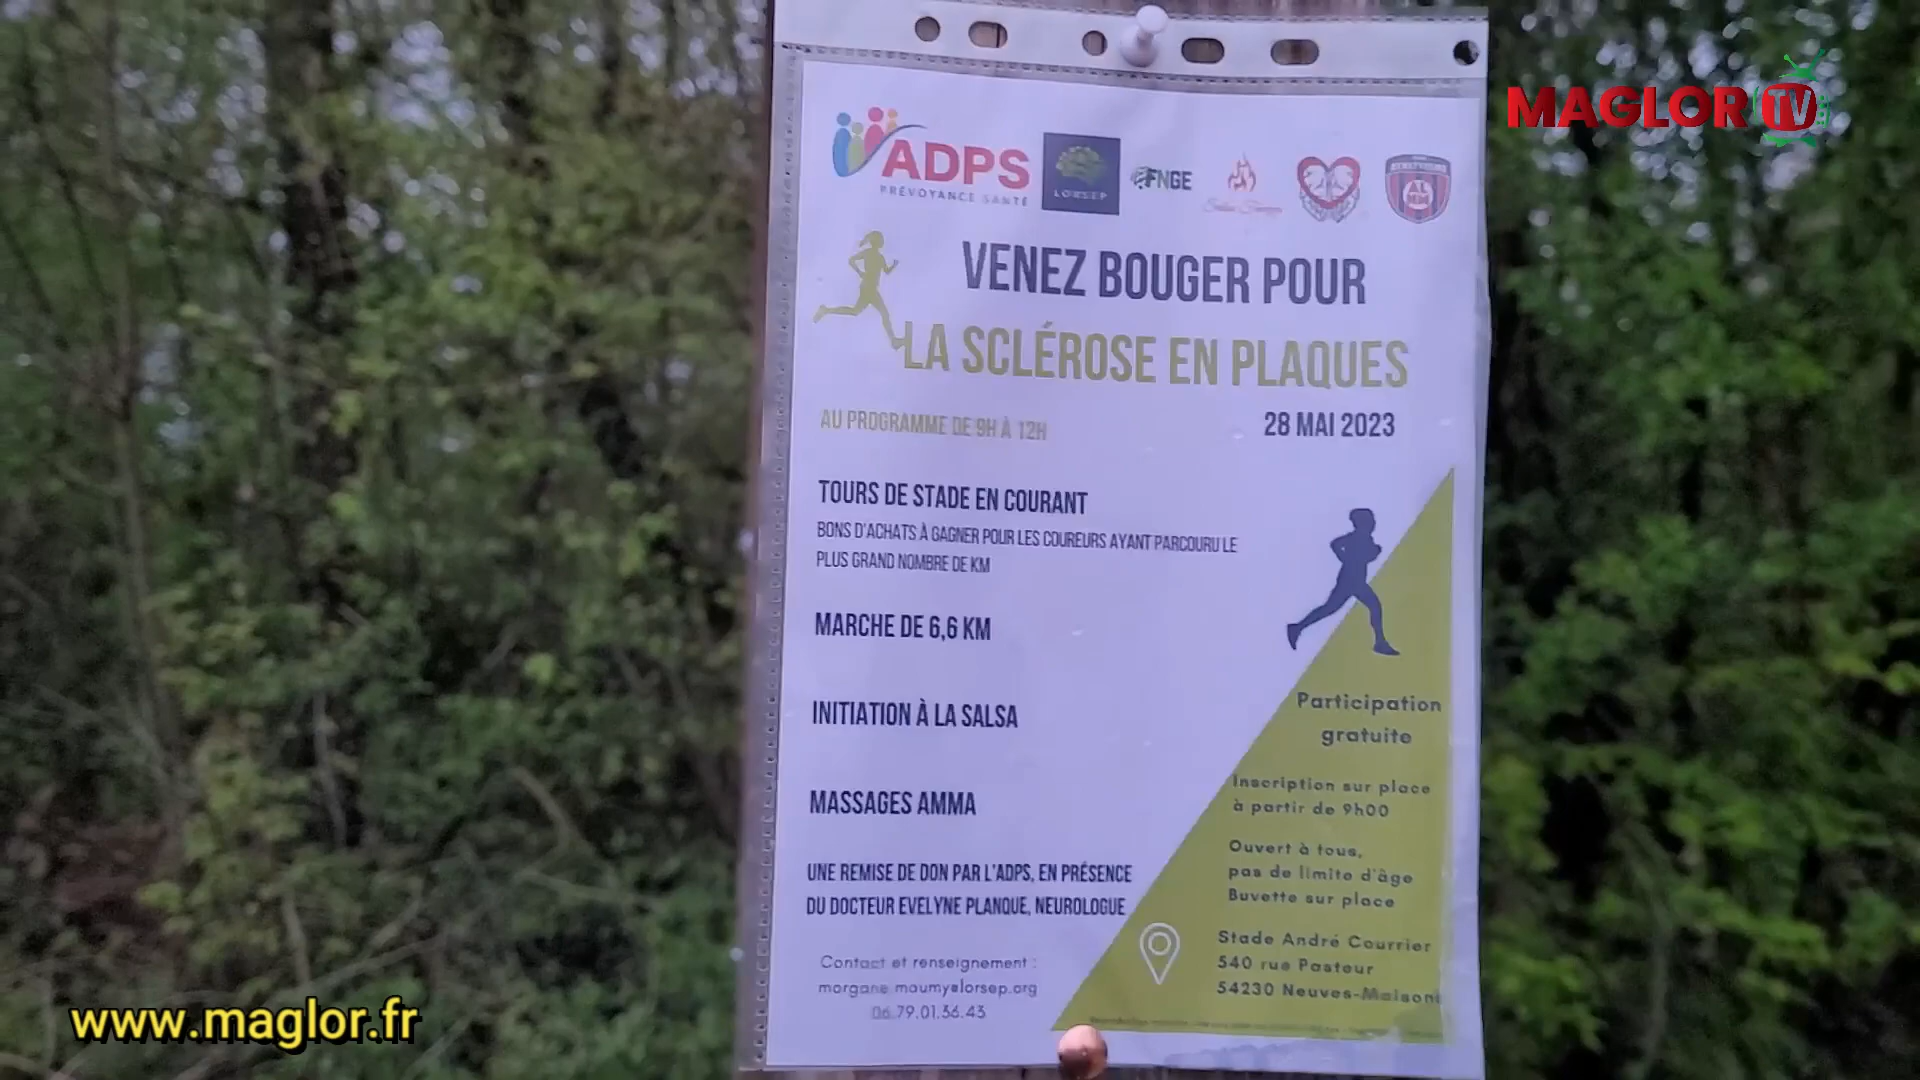 MAGLOR TV
ADPS
PRÉVOYANCE SANTÉ
LORSEP
FNGE
VENEZ BOUGER POUR
LA SCLÉROSE EN PLAQUES
AU PROGRAMME DE 9H À 12H
28 MAI 2023
TOURS DE STADE EN COURANT
BONS D'ACHATS À GAGNER POUR LES COUREURS AYANT PARCOURU LE
PLUS GRAND NOMBRE DE KM
MARCHE DE 6,6 KM
INITIATION À LA SALSA
MASSAGES AMMA
UNE REMISE DE DON PAR L'ADPS, EN PRÉSENCE
DU DOCTEUR EVELYNE PLANQUE, NEUROLOGUE
Contact et renseignement :
morgane.maumy@lorsep.org
06.79.01.36.43
Participation
gratuite
Inscription sur place
à partir de 9h00
Ouvert à tous,
pas de limite d'âge
Buvette sur place
Stade André Courrier
540 rue Pasteur
54230 Neuves-Maisons
www.maglor.fr